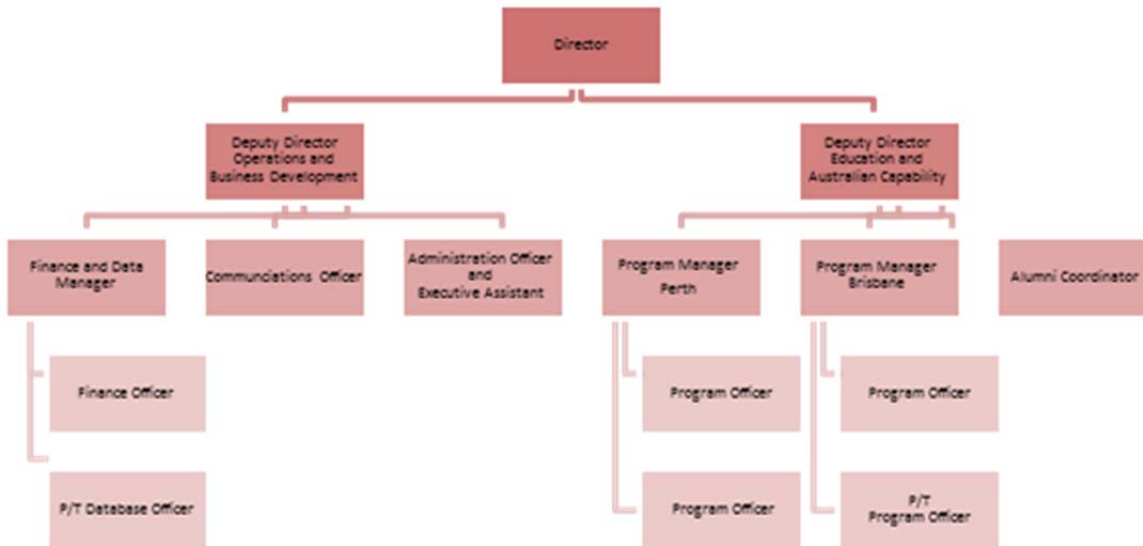 Director
Deputy Director
Operations and
Business Development
Deputy Director
Education and
Australian Capability
Finance and Data
Manager
Communciations Officer
Administration Officer
and
Executive Assistant
Program Manager
Perth
Program Manager
Brisbane
Alumni Coordinator
Finance Officer
Program Officer
Program Officer
P/T Database Officer
Program Officer
P/T
Program Officer